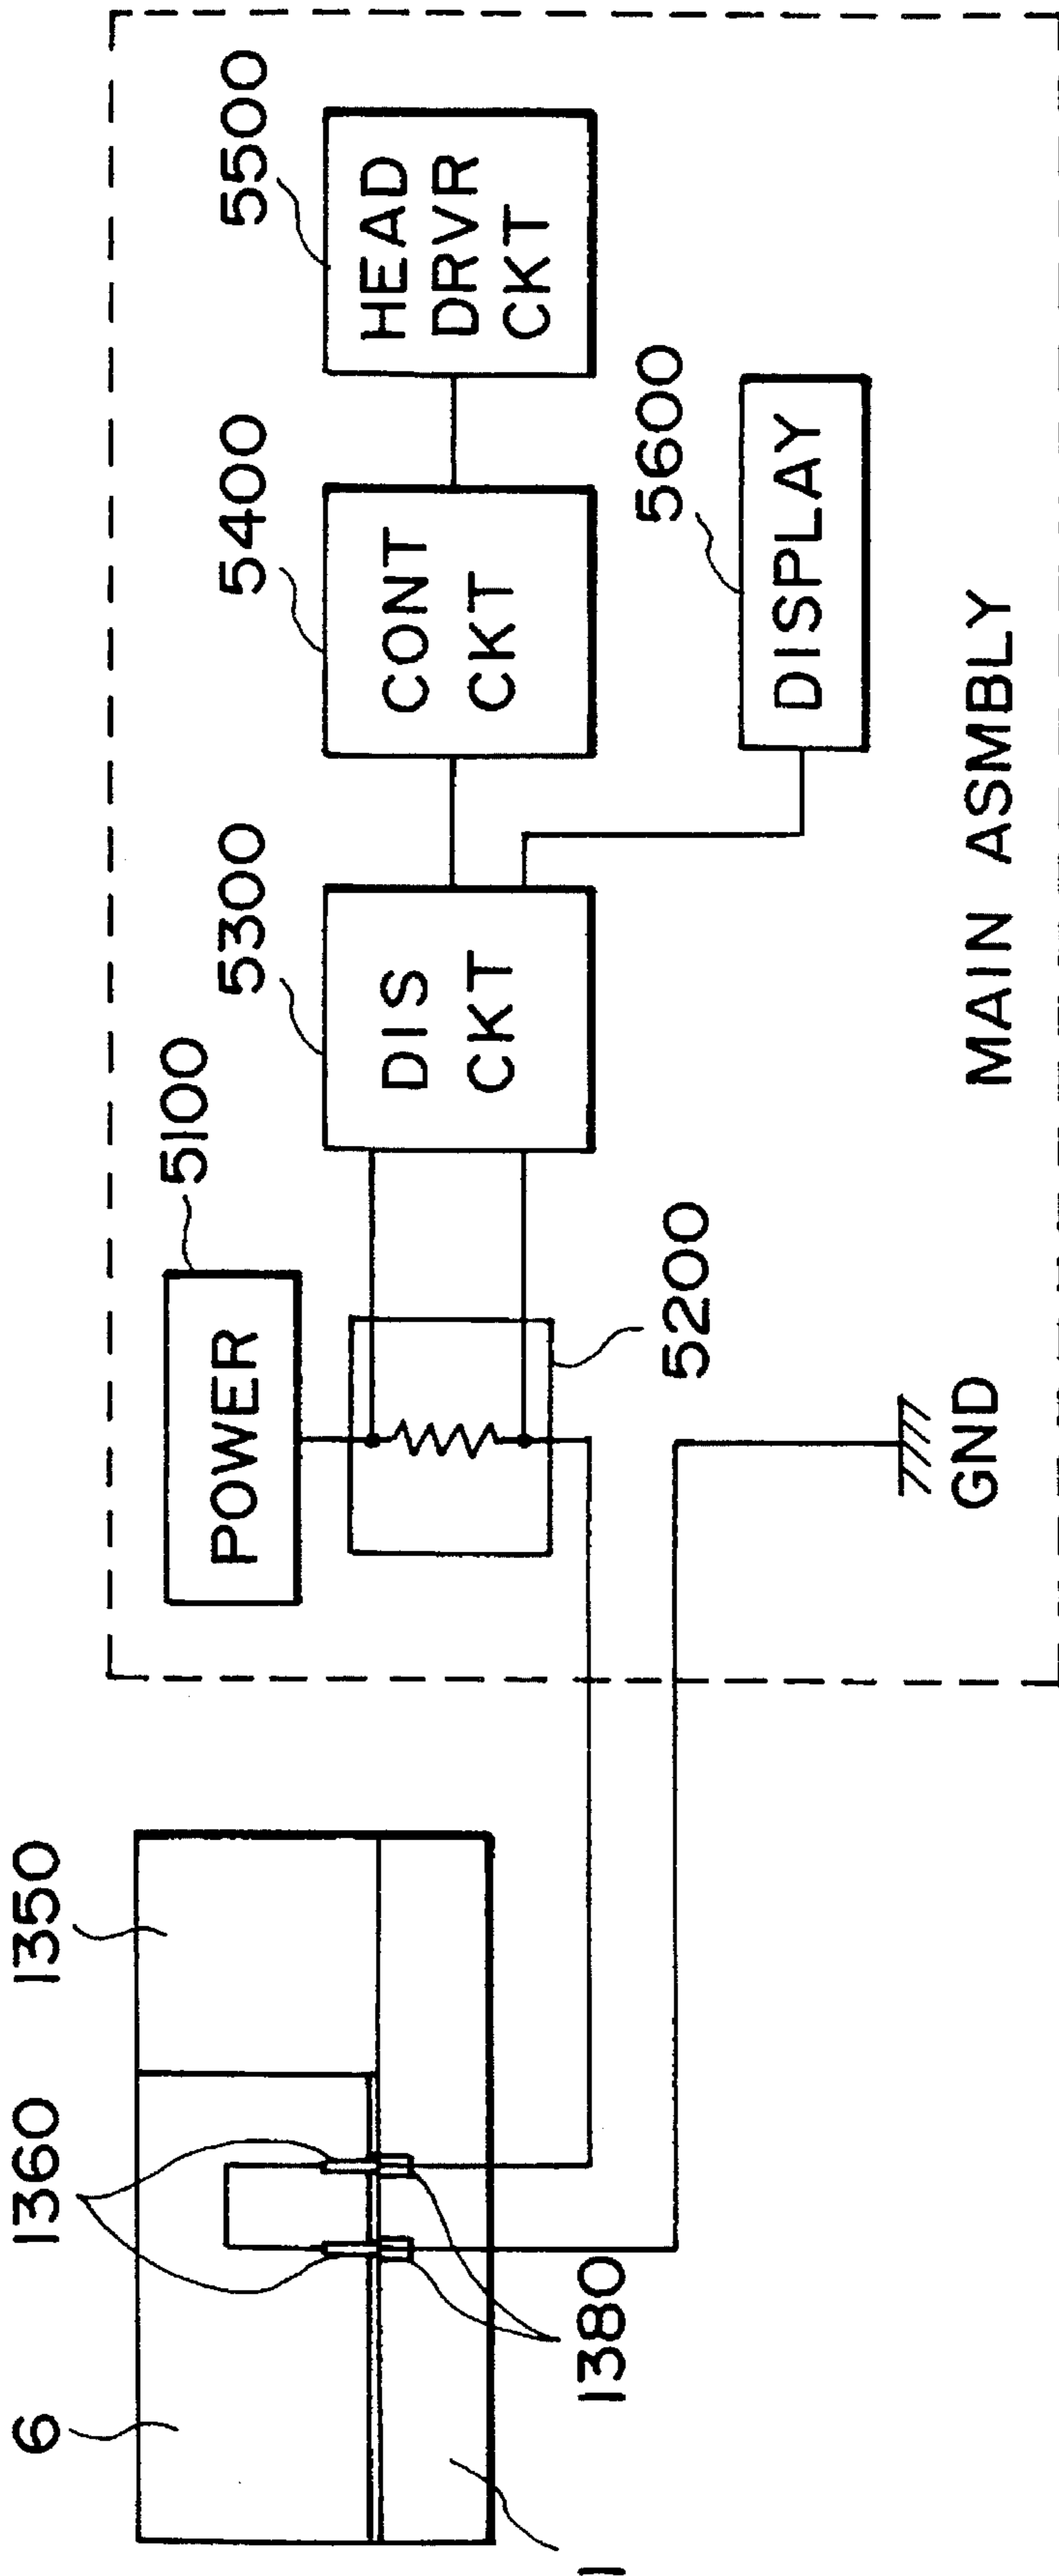 6
1360
1350
1
1380
5100
POWER
5200
5300
DIS
CKT
5400
CONT
CKT
5500
HEAD
DRVR
CKT
5600
DISPLAY
GND
MAIN ASMBLY